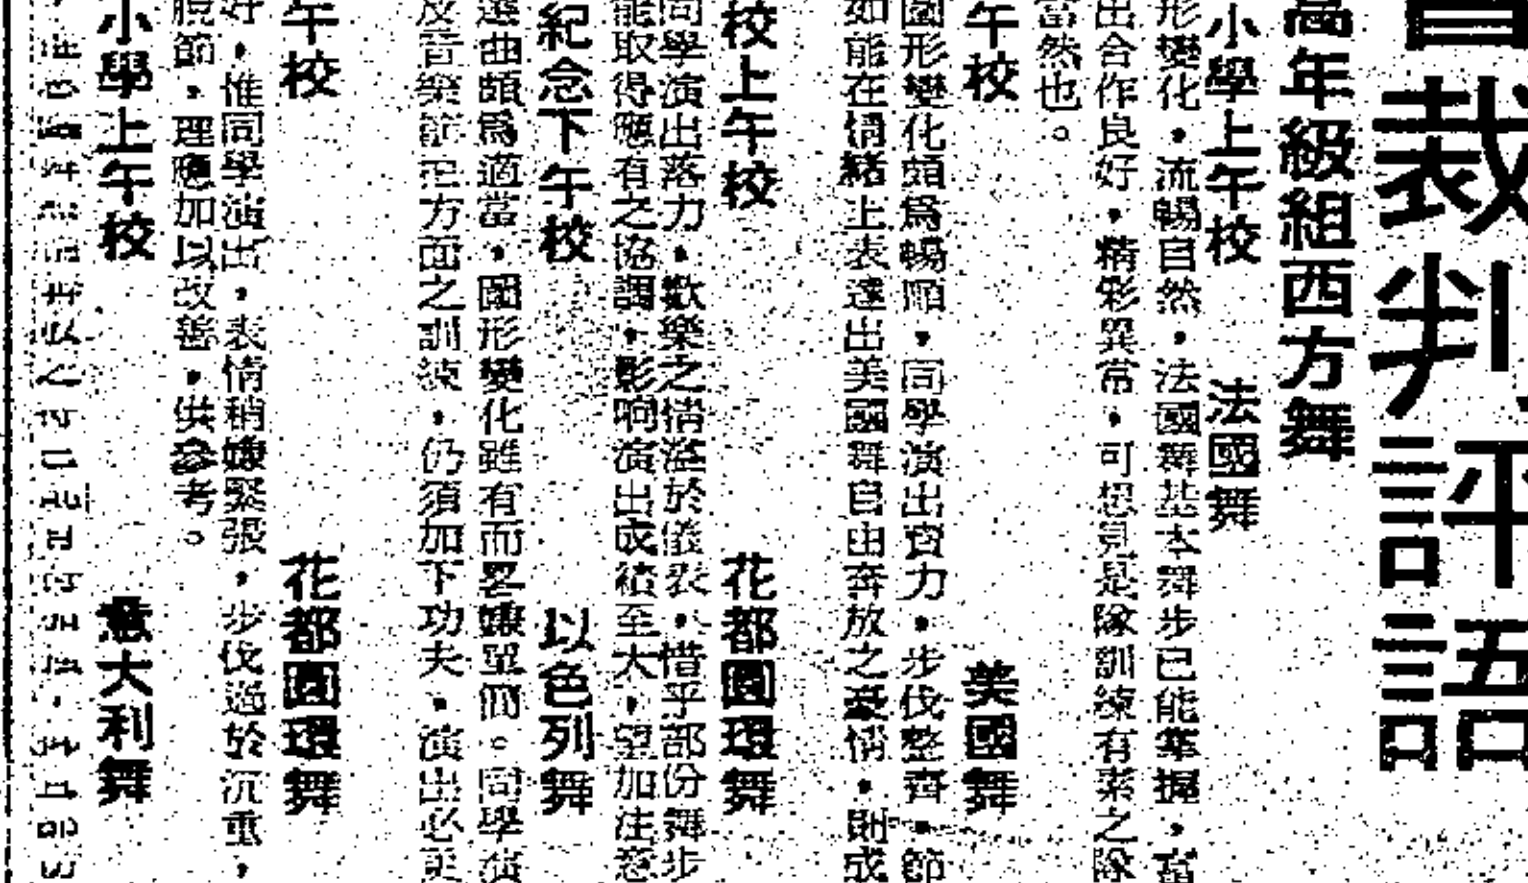 裁判評語
高年級組西方舞
小學上午校　法國舞
形變化，流暢自然，法國舞基本舞步已能掌握，富
出合作良好，精彩異常，可想見是隊訓練有素之隊
當然也。
午校　美國舞
圖形變化頗爲暢順，同學演出賣力，步伐整齊，節
如能在情緒上表達出美國舞自由奔放之豪情，則成
校上午校　花都圓環舞
同學演出落力，歡樂之情溢於儀表，惜乎部份舞步
能取得應有之協調，影响演出成績至大，望加注意
紀念下午校　以色列舞
選曲頗爲適當，圖形變化雖有而畧嫌單簡。同學演
及音樂節拍方面之訓練，仍須加下功夫，演出必更
午校　花都圓環舞
好，惟同學演出，表情稍嫌緊張，步伐過於沉重，
節，理應加以改善，供參考。
小學上午校　意大利舞